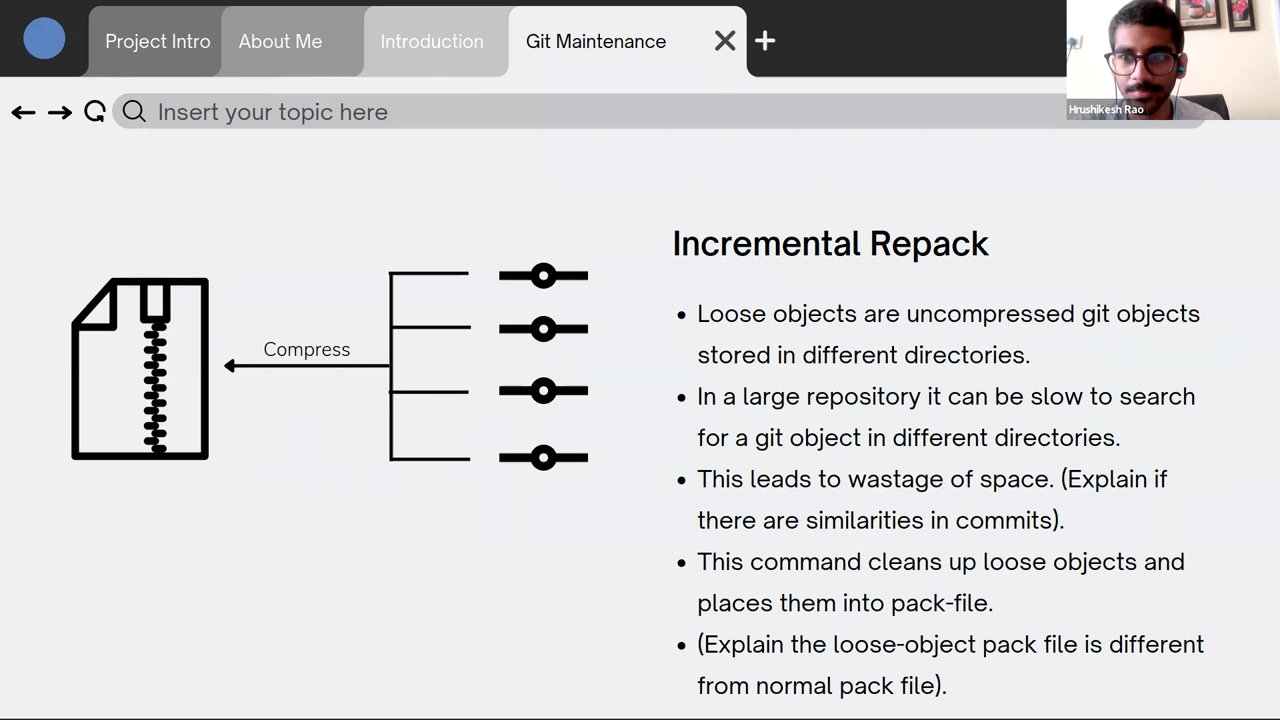 Project Intro
About Me
Introduction
Git Maintenance
Insert your topic here
Hrushikesh Rao
Compress
Incremental Repack
• Loose objects are uncompressed git objects
stored in different directories.
• In a large repository it can be slow to search
for a git object in different directories.
• This leads to wastage of space. (Explain if
there are similarities in commits).
• This command cleans up loose objects and
places them into pack-file.
• (Explain the loose-object pack file is different
from normal pack file).